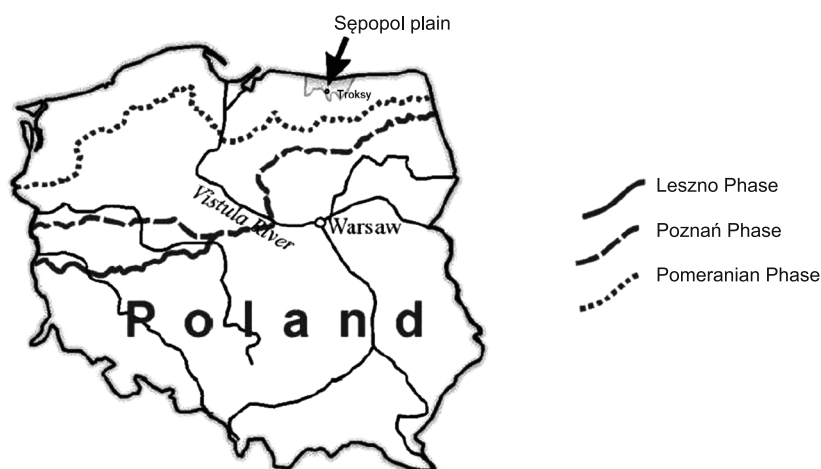 Sępopol plain
Troksy
Vistula River
Warsaw
Poland
Leszno Phase
Poznań Phase
Pomeranian Phase